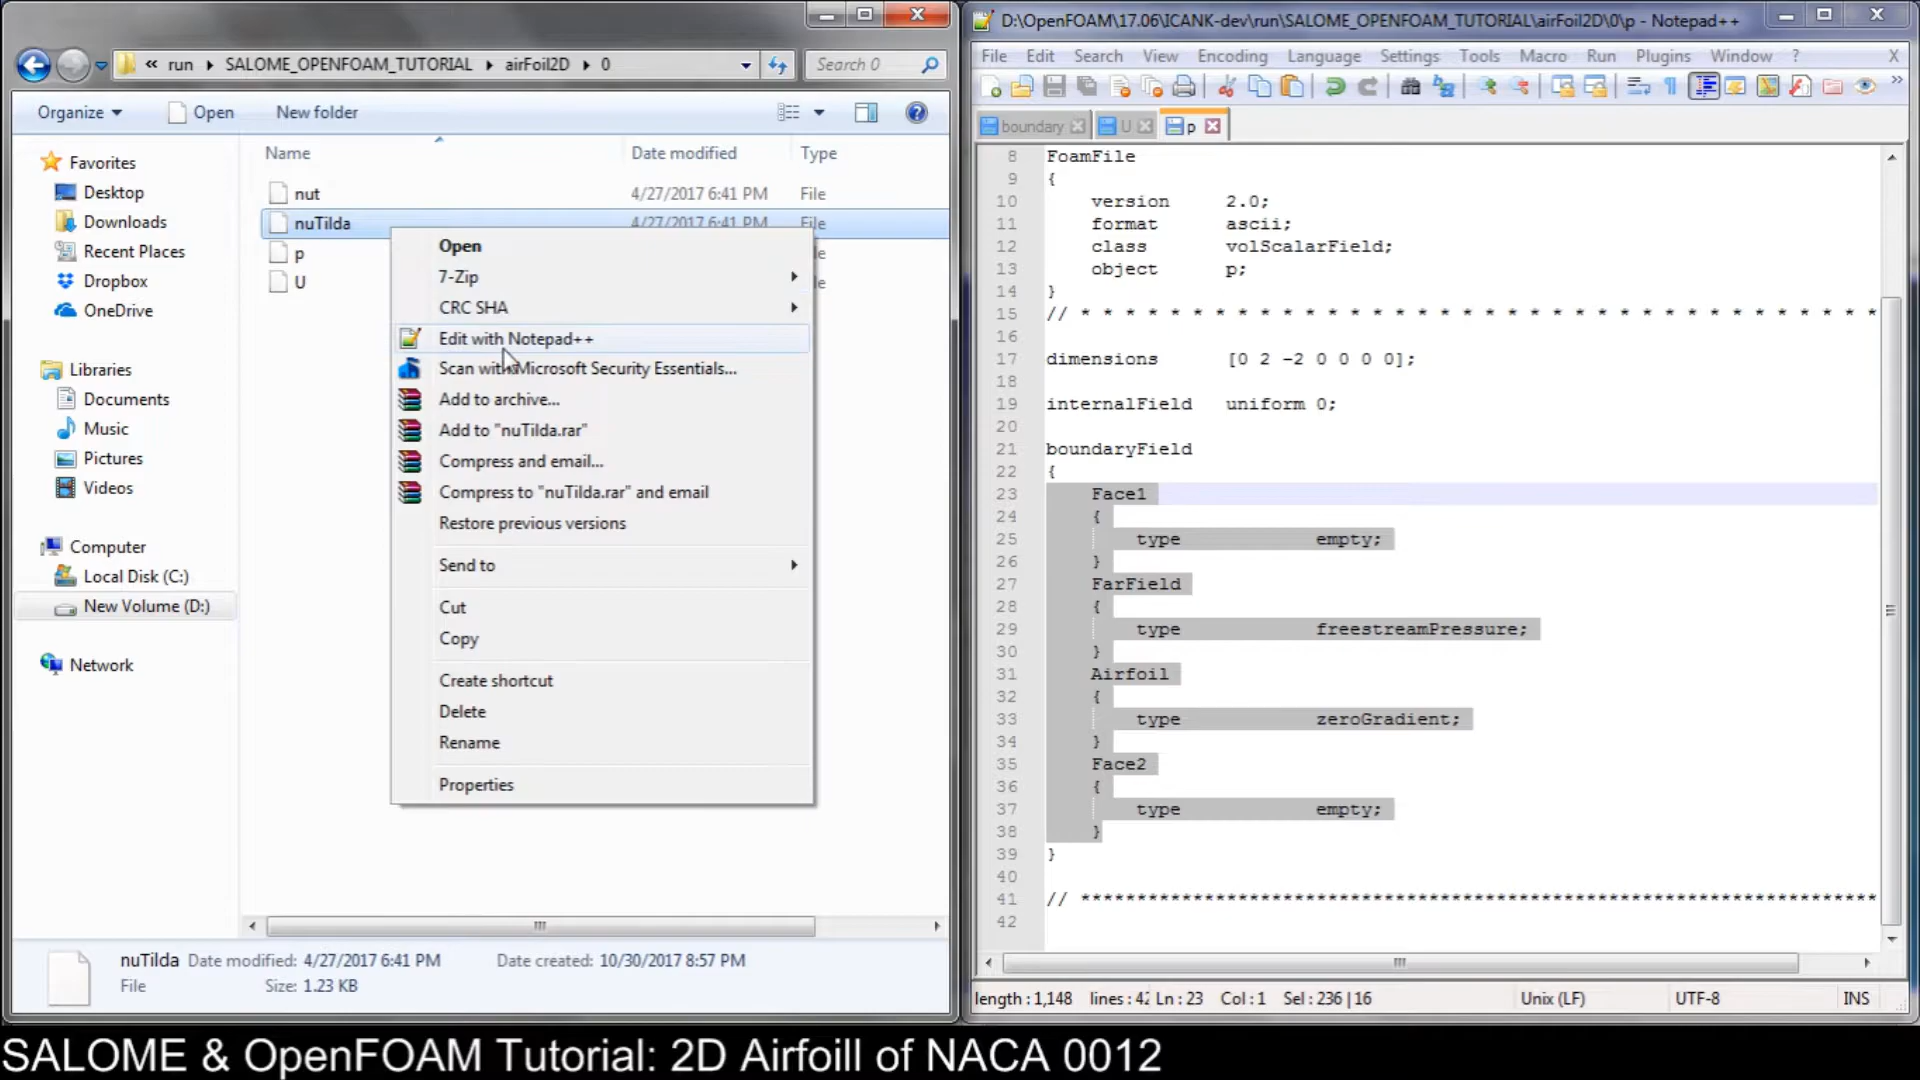 « run ▸ SALOME_OPENFOAM_TUTORIAL ▸ airFoil2D ▸ 0
Search 0
Organize
Open
New folder
Name
Date modified
Type
Favorites
Desktop
Downloads
Recent Places
Dropbox
OneDrive
Libraries
Documents
Music
Pictures
Videos
Computer
Local Disk (C:)
New Volume (D:)
Network
nut 4/27/2017 6:41 PM File
nuTilda 4/27/2017 6:41 PM File
p
U
Open
7-Zip
CRC SHA
Edit with Notepad++
Scan with Microsoft Security Essentials...
Add to archive...
Add to "nuTilda.rar"
Compress and email...
Compress to "nuTilda.rar" and email
Restore previous versions
Send to
Cut
Copy
Create shortcut
Delete
Rename
Properties
nuTilda Date modified: 4/27/2017 6:41 PM Date created: 10/30/2017 8:57 PM
File Size: 1.23 KB
D:\OpenFOAM\17.06\ICANK-dev\run\SALOME_OPENFOAM_TUTORIAL\airFoil2D\0\p - Notepad++
File Edit Search View Encoding Language Settings Tools Macro Run Plugins Window ? X
boundary U p
8 FoamFile
9 {
10 version 2.0;
11 format ascii;
12 class volScalarField;
13 object p;
14 }
15 // * * * * * * * * * * * * * * * * * * * * * * * * * * * * * * * * * * * *
16
17 dimensions [0 2 -2 0 0 0 0];
18
19 internalField uniform 0;
20
21 boundaryField
22 {
23 Face1
24 {
25 type empty;
26 }
27 FarField
28 {
29 type freestreamPressure;
30 }
31 Airfoil
32 {
33 type zeroGradient;
34 }
35 Face2
36 {
37 type empty;
38 }
39 }
40
41 // *************************************************************************
42
length : 1,148 lines : 42 Ln : 23 Col : 1 Sel : 236 | 16 Unix (LF) UTF-8 INS
SALOME & OpenFOAM Tutorial: 2D Airfoill of NACA 0012